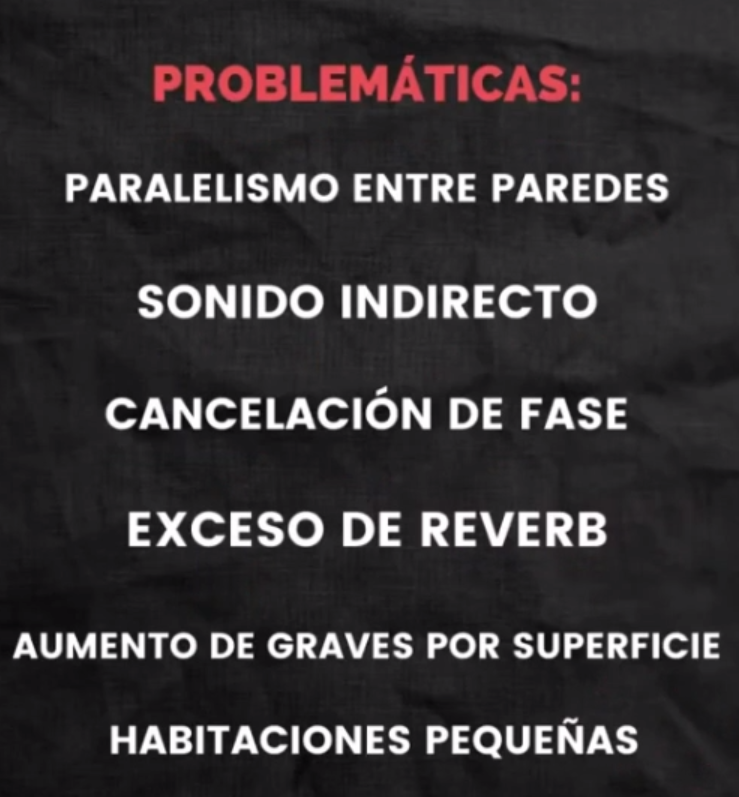 PROBLEMÁTICAS:
PARALELISMO ENTRE PAREDES
SONIDO INDIRECTO
CANCELACIÓN DE FASE
EXCESO DE REVERB
AUMENTO DE GRAVES POR SUPERFICIE
HABITACIONES PEQUEÑAS